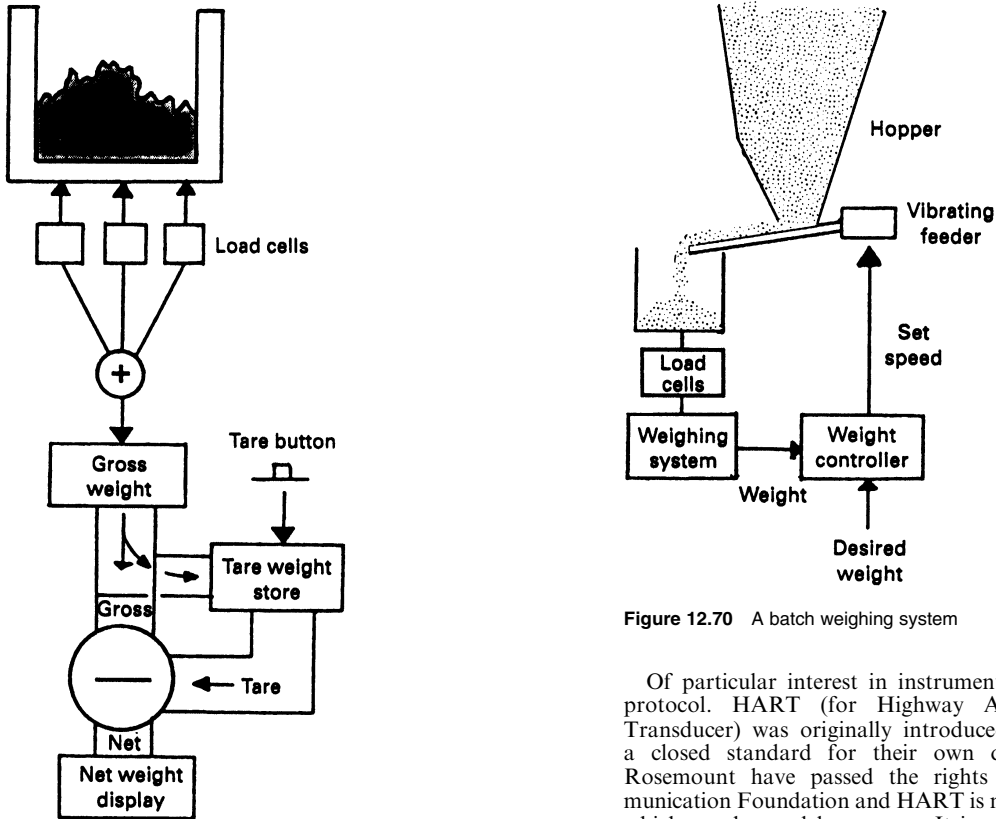 Load cells
+
Gross
weight
Tare button
Tare weight
store
Gross
Tare
Net
Net weight
display
Hopper
Vibrating
feeder
Set
speed
Load
cells
Weighing
system
Weight
controller
Weight
Desired
weight
Figure 12.70 A batch weighing system
Of particular interest in instrument
protocol. HART (for Highway A
Transducer) was originally introduce
a closed standard for their own
Rosemount have passed the rights
munication Foundation and HART is